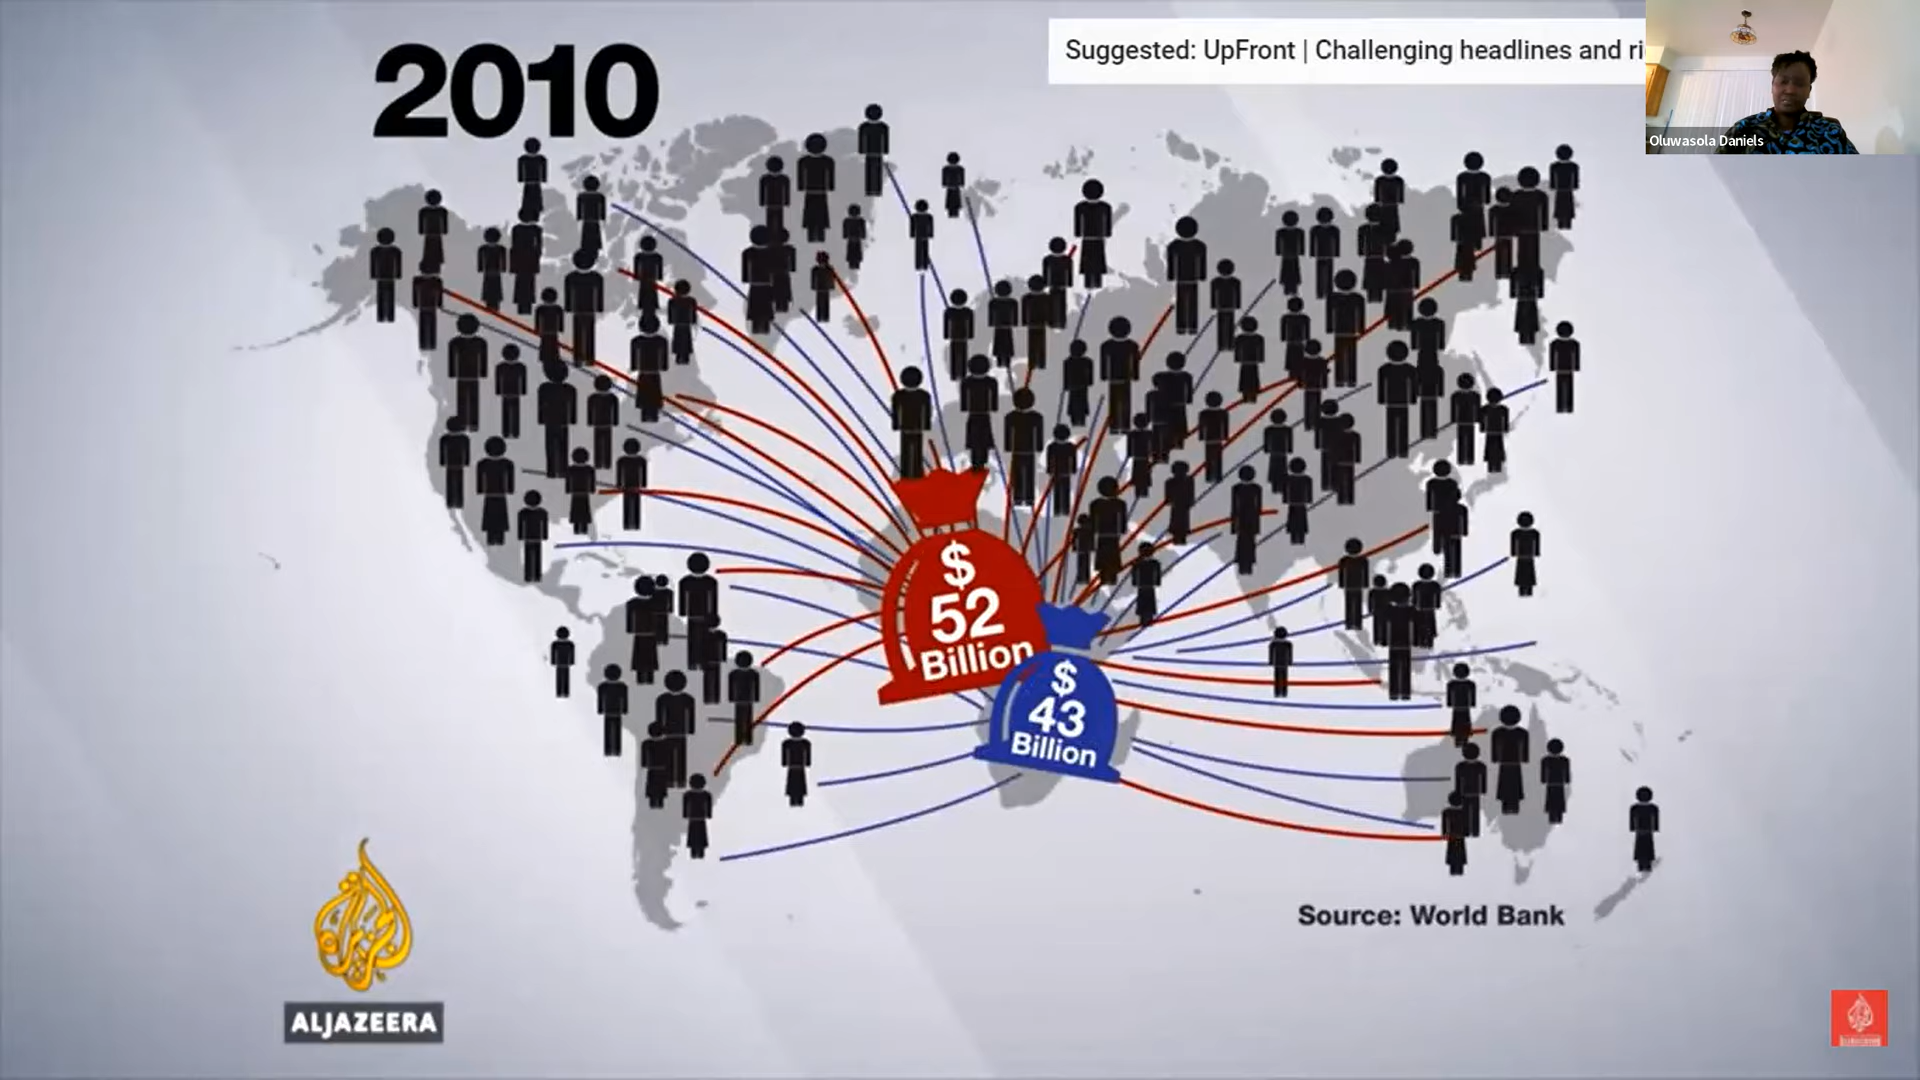 2010
Suggested: UpFront | Challenging headlines and ri
Oluwasola Daniels
$
52
Billion
$
43
Billion
Source: World Bank
ALJAZEERA